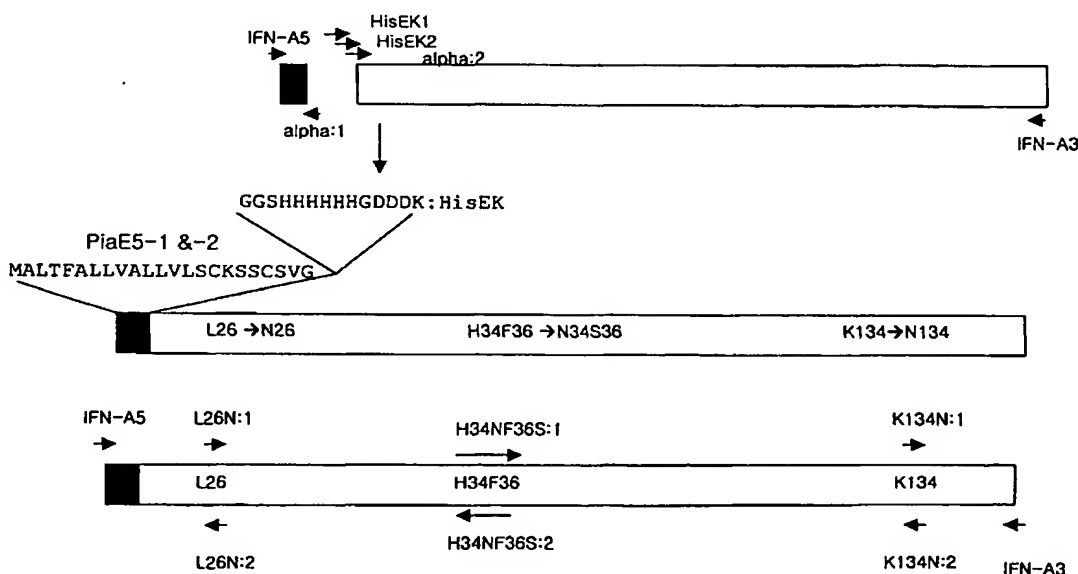 HisEK1
IFN-A5
HisEK2
alpha:2
alpha:1
IFN-A3
GGSHHHHHHGDDDK:HisEK
PiaE5-1 &-2
MALTFALLVALLVLSCKSSCSVG
L26 →N26
H34F36 →N34S36
K134→N134
IFN-A5
L26N:1
H34NF36S:1
K134N:1
L26
H34F36
K134
L26N:2
H34NF36S:2
K134N:2
IFN-A3